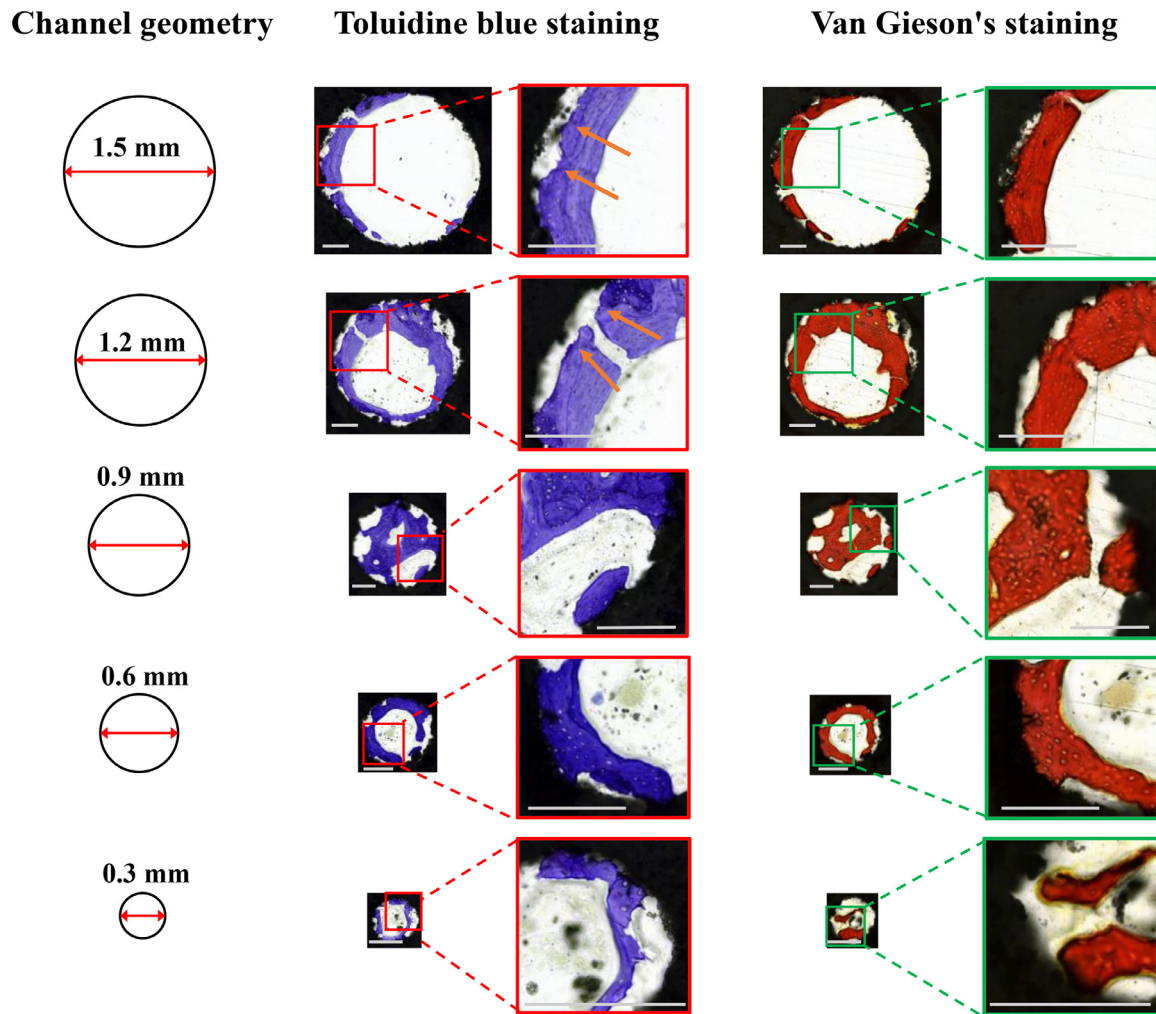 Channel geometry
Toluidine blue staining
Van Gieson's staining
1.5 mm
1.2 mm
0.9 mm
0.6 mm
0.3 mm